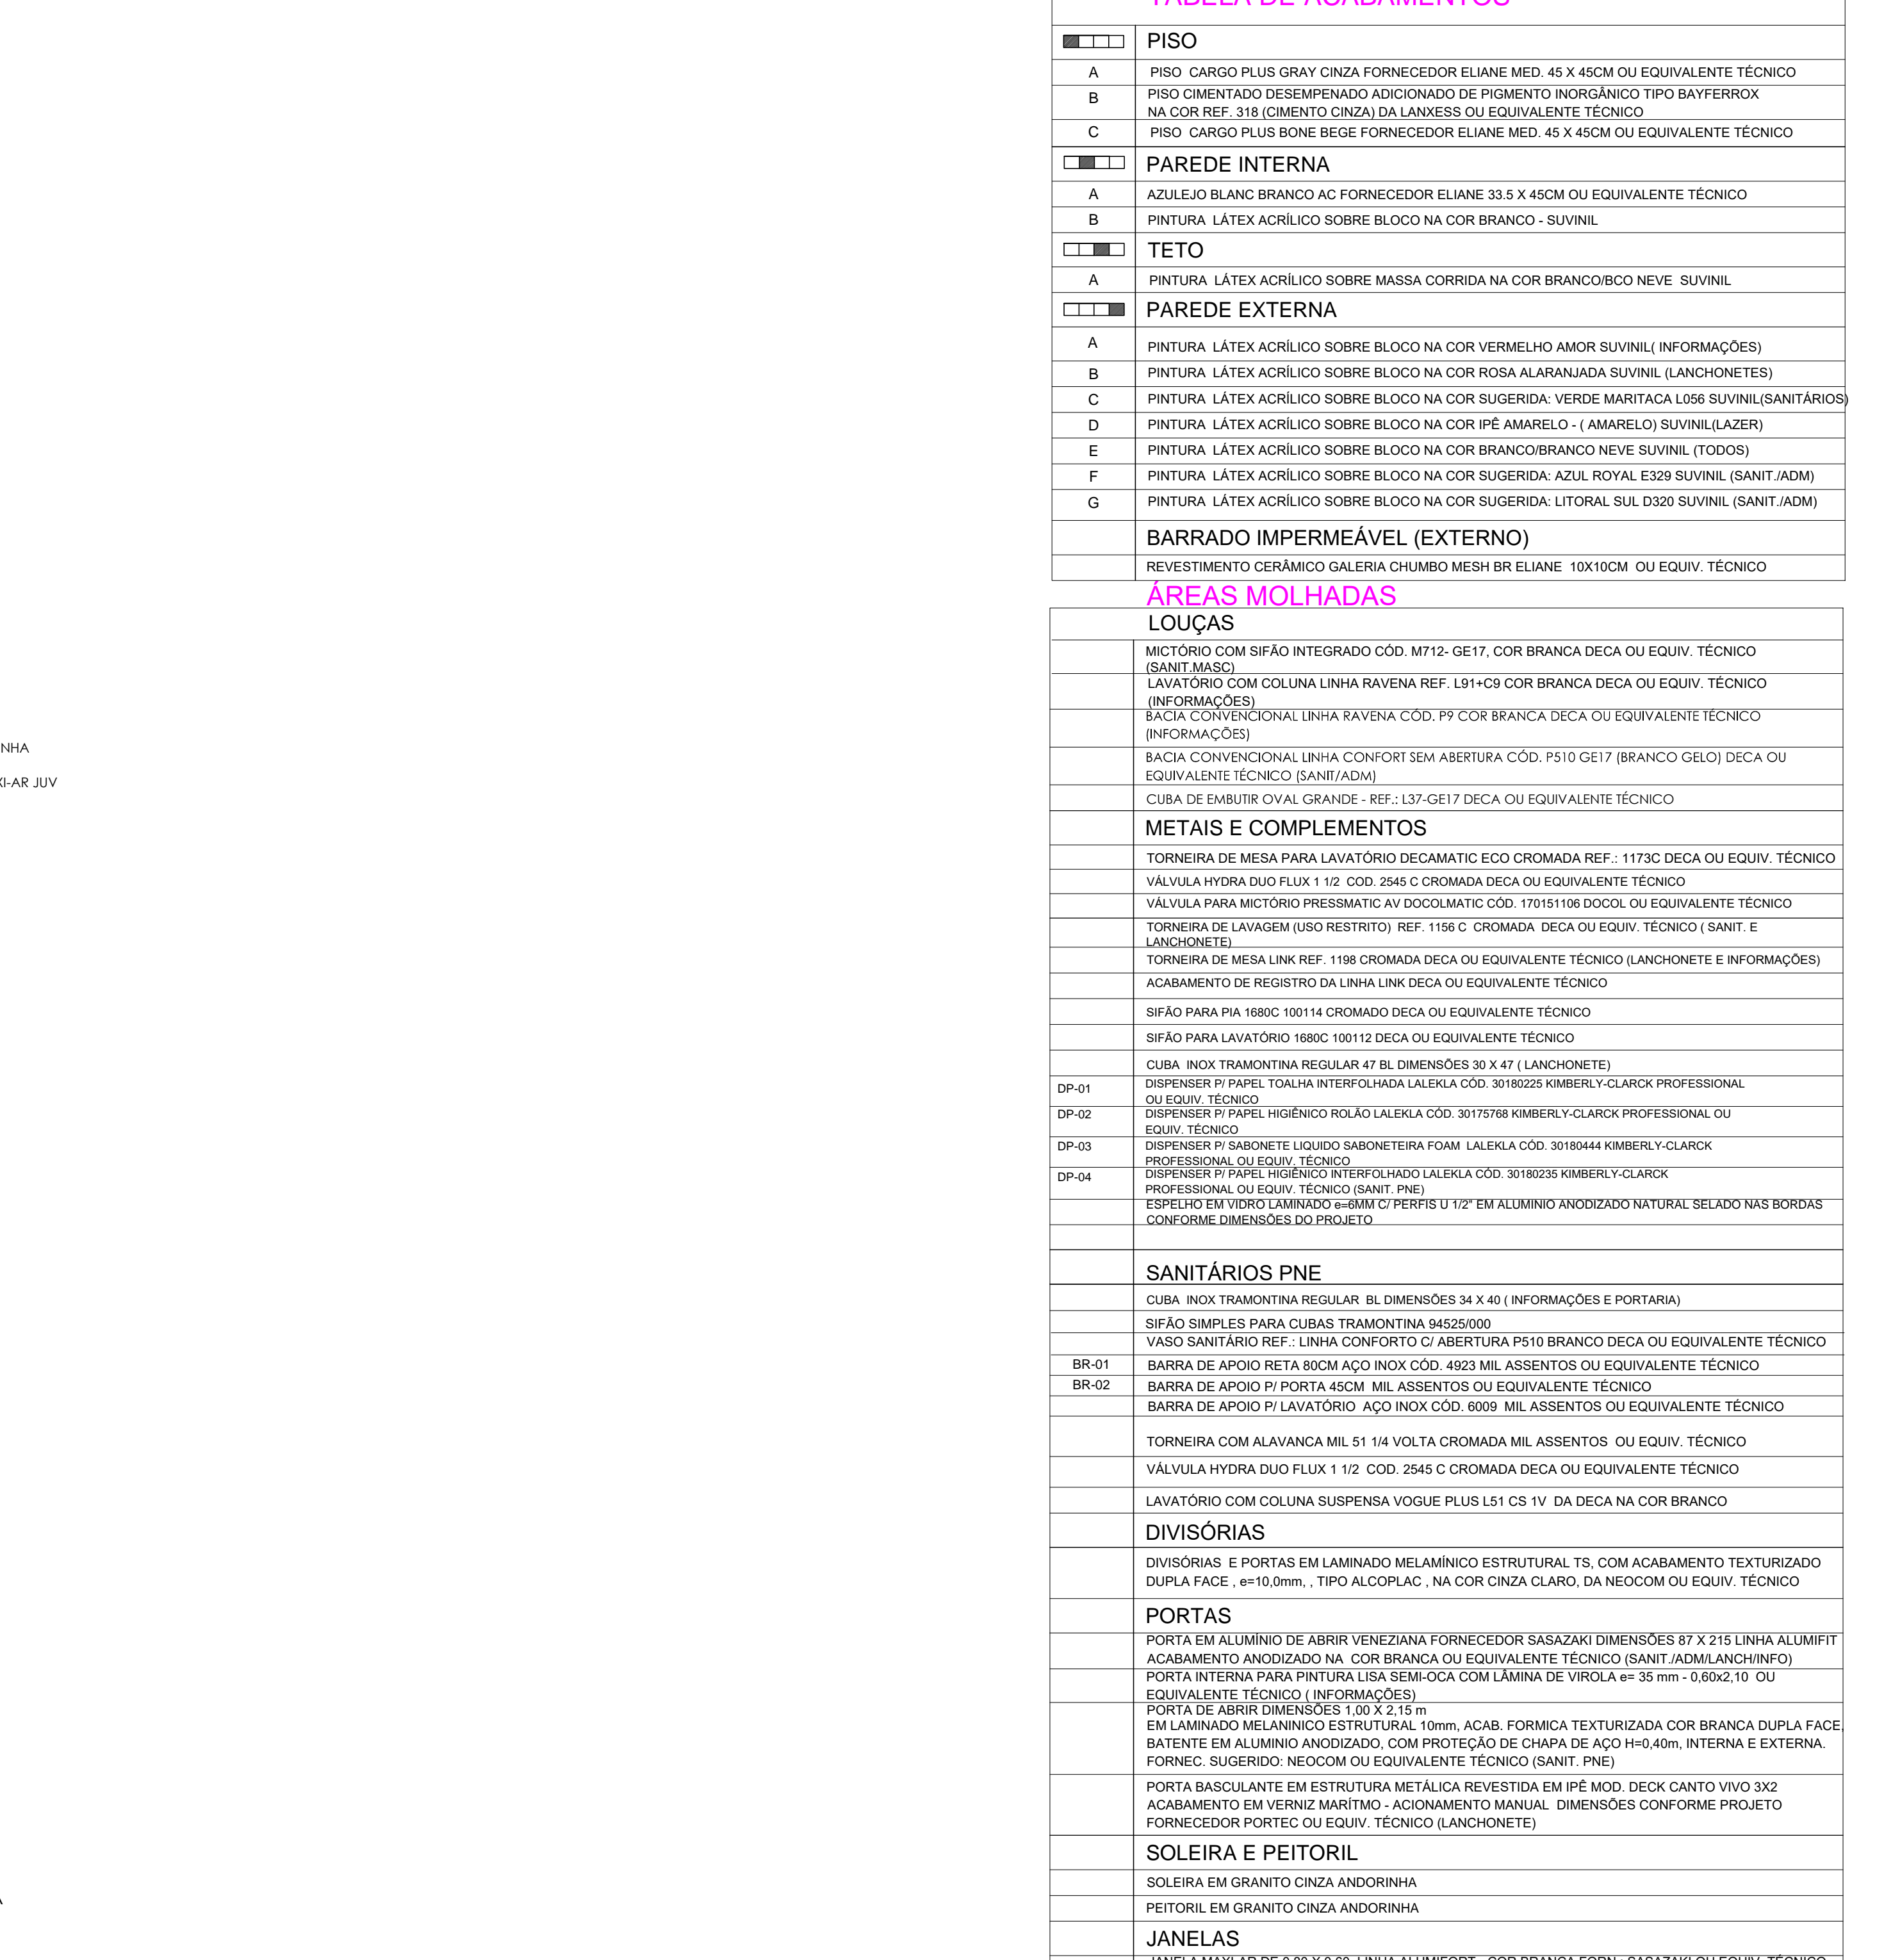 TABELA DE ACABAMENTOS
PISO
A PISO CARGO PLUS GRAY CINZA FORNECEDOR ELIANE MED. 45 X 45CM OU EQUIVALENTE TÉCNICO
B PISO CIMENTADO DESEMPENADO ADICIONADO DE PIGMENTO INORGÂNICO TIPO BAYFERROX
NA COR REF. 318 (CIMENTO CINZA) DA LANXESS OU EQUIVALENTE TÉCNICO
C PISO CARGO PLUS BONE BEGE FORNECEDOR ELIANE MED. 45 X 45CM OU EQUIVALENTE TÉCNICO
PAREDE INTERNA
A AZULEJO BLANC BRANCO AC FORNECEDOR ELIANE 33.5 X 45CM OU EQUIVALENTE TÉCNICO
B PINTURA LÁTEX ACRÍLICO SOBRE BLOCO NA COR BRANCO - SUVINIL
TETO
A PINTURA LÁTEX ACRÍLICO SOBRE MASSA CORRIDA NA COR BRANCO/BCO NEVE SUVINIL
PAREDE EXTERNA
A PINTURA LÁTEX ACRÍLICO SOBRE BLOCO NA COR VERMELHO AMOR SUVINIL( INFORMAÇÕES)
B PINTURA LÁTEX ACRÍLICO SOBRE BLOCO NA COR ROSA ALARANJADA SUVINIL (LANCHONETES)
C PINTURA LÁTEX ACRÍLICO SOBRE BLOCO NA COR SUGERIDA: VERDE MARITACA L056 SUVINIL(SANITÁRIOS)
D PINTURA LÁTEX ACRÍLICO SOBRE BLOCO NA COR IPÊ AMARELO - ( AMARELO) SUVINIL(LAZER)
E PINTURA LÁTEX ACRÍLICO SOBRE BLOCO NA COR BRANCO/BRANCO NEVE SUVINIL (TODOS)
F PINTURA LÁTEX ACRÍLICO SOBRE BLOCO NA COR SUGERIDA: AZUL ROYAL E329 SUVINIL (SANIT./ADM)
G PINTURA LÁTEX ACRÍLICO SOBRE BLOCO NA COR SUGERIDA: LITORAL SUL D320 SUVINIL (SANIT./ADM)
BARRADO IMPERMEÁVEL (EXTERNO)
REVESTIMENTO CERÂMICO GALERIA CHUMBO MESH BR ELIANE 10X10CM OU EQUIV. TÉCNICO
ÁREAS MOLHADAS
LOUÇAS
MICTÓRIO COM SIFÃO INTEGRADO CÓD. M712- GE17, COR BRANCA DECA OU EQUIV. TÉCNICO
(SANIT.MASC)
LAVATÓRIO COM COLUNA LINHA RAVENA REF. L91+C9 COR BRANCA DECA OU EQUIV. TÉCNICO
(INFORMAÇÕES)
BACIA CONVENCIONAL LINHA RAVENA CÓD. P9 COR BRANCA DECA OU EQUIVALENTE TÉCNICO
(INFORMAÇÕES)
NHA
BACIA CONVENCIONAL LINHA CONFORT SEM ABERTURA CÓD. P510 GE17 (BRANCO GELO) DECA OU
EQUIVALENTE TÉCNICO (SANIT/ADM)
XI-AR JUV
CUBA DE EMBUTIR OVAL GRANDE - REF.: L37-GE17 DECA OU EQUIVALENTE TÉCNICO
METAIS E COMPLEMENTOS
TORNEIRA DE MESA PARA LAVATÓRIO DECAMATIC ECO CROMADA REF.: 1173C DECA OU EQUIV. TÉCNICO
VÁLVULA HYDRA DUO FLUX 1 1/2 COD. 2545 C CROMADA DECA OU EQUIVALENTE TÉCNICO
VÁLVULA PARA MICTÓRIO PRESSMATIC AV DOCOLMATIC CÓD. 170151106 DOCOL OU EQUIVALENTE TÉCNICO
TORNEIRA DE LAVAGEM (USO RESTRITO) REF. 1156 C CROMADA DECA OU EQUIV. TÉCNICO ( SANIT. E
LANCHONETE)
TORNEIRA DE MESA LINK REF. 1198 CROMADA DECA OU EQUIVALENTE TÉCNICO (LANCHONETE E INFORMAÇÕES)
ACABAMENTO DE REGISTRO DA LINHA LINK DECA OU EQUIVALENTE TÉCNICO
SIFÃO PARA PIA 1680C 100114 CROMADO DECA OU EQUIVALENTE TÉCNICO
SIFÃO PARA LAVATÓRIO 1680C 100112 DECA OU EQUIVALENTE TÉCNICO
CUBA INOX TRAMONTINA REGULAR 47 BL DIMENSÕES 30 X 47 ( LANCHONETE)
DP-01 DISPENSER P/ PAPEL TOALHA INTERFOLHADA LALEKLA CÓD. 30180225 KIMBERLY-CLARCK PROFESSIONAL
OU EQUIV. TÉCNICO
DP-02 DISPENSER P/ PAPEL HIGIÊNICO ROLÃO LALEKLA CÓD. 30175768 KIMBERLY-CLARCK PROFESSIONAL OU
EQUIV. TÉCNICO
DP-03 DISPENSER P/ SABONETE LIQUIDO SABONETEIRA FOAM LALEKLA CÓD. 30180444 KIMBERLY-CLARCK
PROFESSIONAL OU EQUIV. TÉCNICO
DP-04 DISPENSER P/ PAPEL HIGIÊNICO INTERFOLHADO LALEKLA CÓD. 30180235 KIMBERLY-CLARCK
PROFESSIONAL OU EQUIV. TÉCNICO (SANIT. PNE)
ESPELHO EM VIDRO LAMINADO e=6MM C/ PERFIS U 1/2" EM ALUMINIO ANODIZADO NATURAL SELADO NAS BORDAS
CONFORME DIMENSÕES DO PROJETO
SANITÁRIOS PNE
CUBA INOX TRAMONTINA REGULAR BL DIMENSÕES 34 X 40 ( INFORMAÇÕES E PORTARIA)
SIFÃO SIMPLES PARA CUBAS TRAMONTINA 94525/000
VASO SANITÁRIO REF.: LINHA CONFORTO C/ ABERTURA P510 BRANCO DECA OU EQUIVALENTE TÉCNICO
BR-01 BARRA DE APOIO RETA 80CM AÇO INOX CÓD. 4923 MIL ASSENTOS OU EQUIVALENTE TÉCNICO
BR-02 BARRA DE APOIO P/ PORTA 45CM MIL ASSENTOS OU EQUIVALENTE TÉCNICO
BARRA DE APOIO P/ LAVATÓRIO AÇO INOX CÓD. 6009 MIL ASSENTOS OU EQUIVALENTE TÉCNICO
TORNEIRA COM ALAVANCA MIL 51 1/4 VOLTA CROMADA MIL ASSENTOS OU EQUIV. TÉCNICO
VÁLVULA HYDRA DUO FLUX 1 1/2 COD. 2545 C CROMADA DECA OU EQUIVALENTE TÉCNICO
LAVATÓRIO COM COLUNA SUSPENSA VOGUE PLUS L51 CS 1V DA DECA NA COR BRANCO
DIVISÓRIAS
DIVISÓRIAS E PORTAS EM LAMINADO MELAMÍNICO ESTRUTURAL TS, COM ACABAMENTO TEXTURIZADO
DUPLA FACE , e=10,0mm, , TIPO ALCOPLAC , NA COR CINZA CLARO, DA NEOCOM OU EQUIV. TÉCNICO
PORTAS
PORTA EM ALUMÍNIO DE ABRIR VENEZIANA FORNECEDOR SASAZAKI DIMENSÕES 87 X 215 LINHA ALUMIFIT
ACABAMENTO ANODIZADO NA COR BRANCA OU EQUIVALENTE TÉCNICO (SANIT./ADM/LANCH/INFO)
PORTA INTERNA PARA PINTURA LISA SEMI-OCA COM LÂMINA DE VIROLA e= 35 mm - 0,60x2,10 OU
EQUIVALENTE TÉCNICO ( INFORMAÇÕES)
PORTA DE ABRIR DIMENSÕES 1,00 X 2,15 m
EM LAMINADO MELANINICO ESTRUTURAL 10mm, ACAB. FORMICA TEXTURIZADA COR BRANCA DUPLA FACE,
BATENTE EM ALUMINIO ANODIZADO, COM PROTEÇÃO DE CHAPA DE AÇO H=0,40m, INTERNA E EXTERNA.
FORNEC. SUGERIDO: NEOCOM OU EQUIVALENTE TÉCNICO (SANIT. PNE)
PORTA BASCULANTE EM ESTRUTURA METÁLICA REVESTIDA EM IPÊ MOD. DECK CANTO VIVO 3X2
ACABAMENTO EM VERNIZ MARÍTMO - ACIONAMENTO MANUAL DIMENSÕES CONFORME PROJETO
FORNECEDOR PORTEC OU EQUIV. TÉCNICO (LANCHONETE)
SOLEIRA E PEITORIL
SOLEIRA EM GRANITO CINZA ANDORINHA
PEITORIL EM GRANITO CINZA ANDORINHA
JANELAS